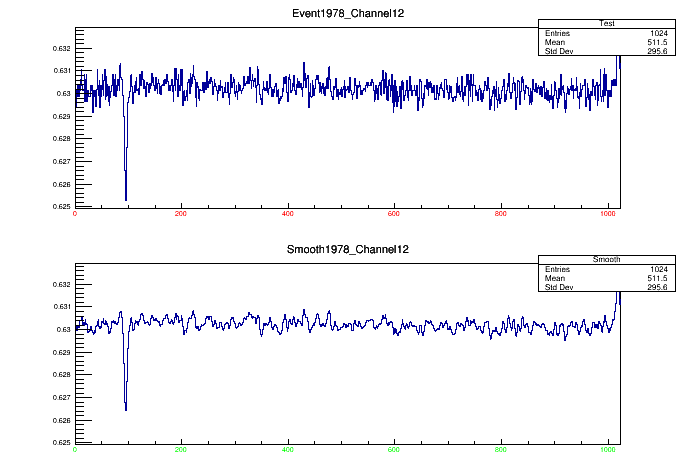 Event1978_Channel12
Test
Entries 1024
Mean 511.5
Std Dev 295.6
0.632
0.631
0.63
0.629
0.628
0.627
0.626
0.625
0 200 400 600 800 1000
Smooth1978_Channel12
Smooth
Entries 1024
Mean 511.5
Std Dev 295.6
0.632
0.631
0.63
0.629
0.628
0.627
0.626
0.625
0 200 400 600 800 1000